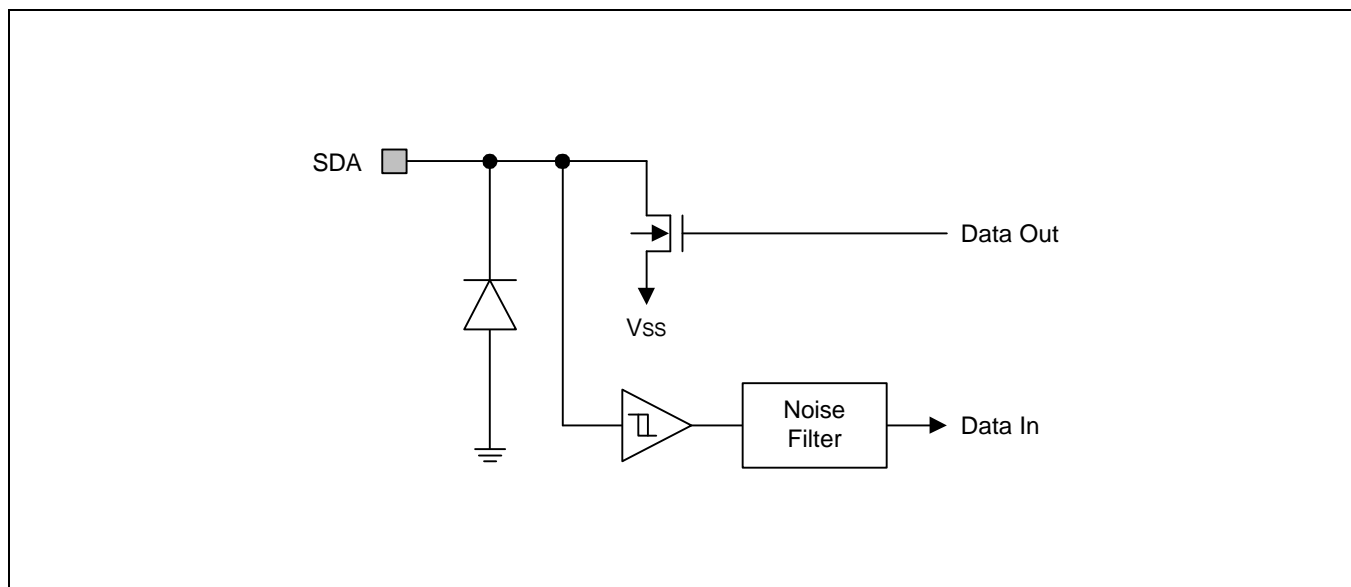 SDA
Data Out
VSS
Noise
Filter
Data In